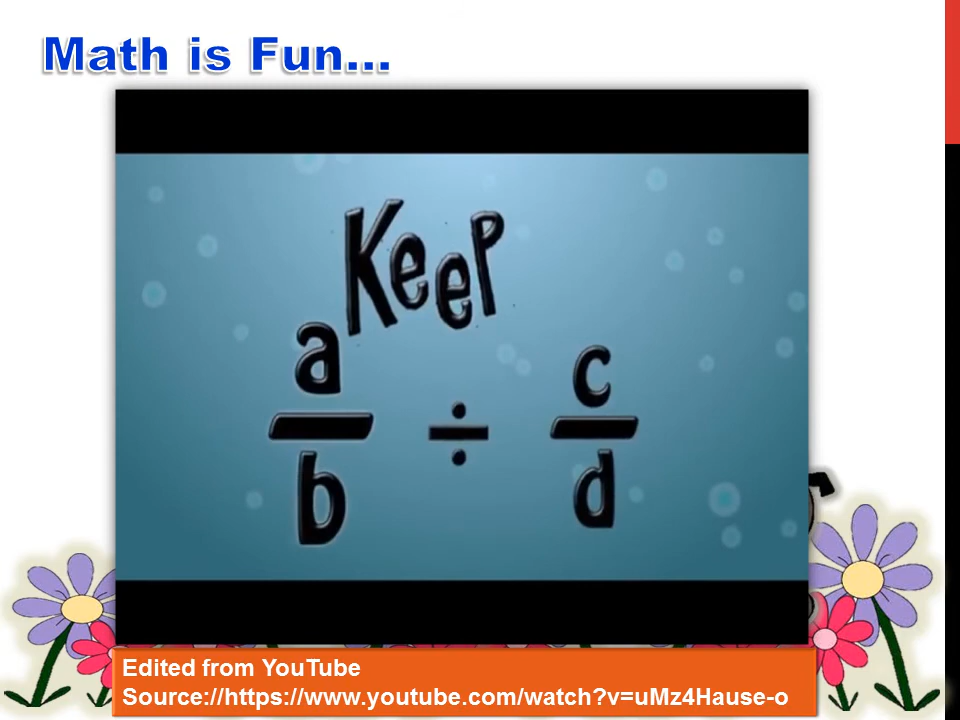 Math is Fun...
Keep
a c
÷
b d
Edited from YouTube
Source://https://www.youtube.com/watch?v=uMz4Hause-o